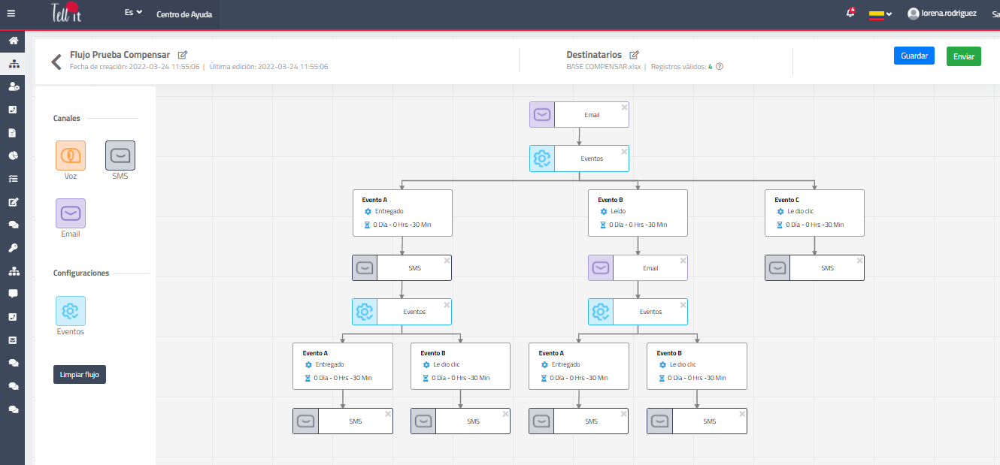 Tell it
Es
Centro de Ayuda
4
lorena.rodriguez
Sa
Flujo Prueba Compensar
Fecha de creación: 2022-03-24 11:55:06 | Última edición: 2022-03-24 11:55:06
Destinatarios
BASE COMPENSAR.xlsx | Registros válidos: 4
Guardar
Enviar
Canales
Voz
SMS
Email
Configuraciones
Eventos
Limpiar flujo
Email
Eventos
Evento A
Entregado
0 Día - 0 Hrs -30 Min
Evento B
Leído
0 Día - 0 Hrs -30 Min
Evento C
Le dio clic
0 Día - 0 Hrs -30 Min
SMS
Email
SMS
Eventos
Eventos
Evento A
Entregado
0 Día - 0 Hrs -30 Min
Evento B
Le dio clic
0 Día - 0 Hrs -30 Min
Evento A
Entregado
0 Día - 0 Hrs -30 Min
Evento B
Le dio clic
0 Día - 0 Hrs -30 Min
SMS
SMS
SMS
SMS